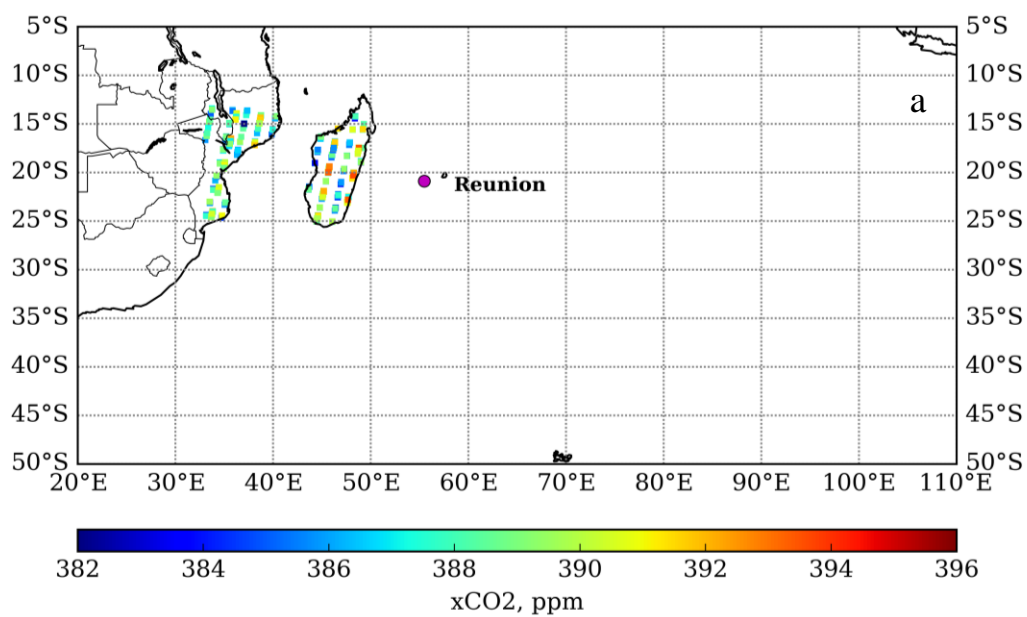 5°S 5°S
10°S 10°S
a
15°S 15°S
20°S 20°S
Reunion
25°S 25°S
30°S 30°S
35°S 35°S
40°S 40°S
45°S 45°S
50°S 50°S
20°E 30°E 40°E 50°E 60°E 70°E 80°E 90°E 100°E 110°E
382 384 386 388 390 392 394 396
xCO2, ppm